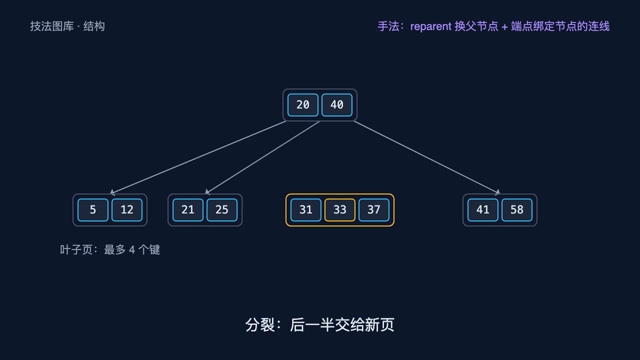 技法图库 · 结构
手法：reparent 换父节点 + 端点绑定节点的连线
20 40
5 12 21 25 31 33 37 41 58
叶子页：最多 4 个键
分裂：后一半交给新页